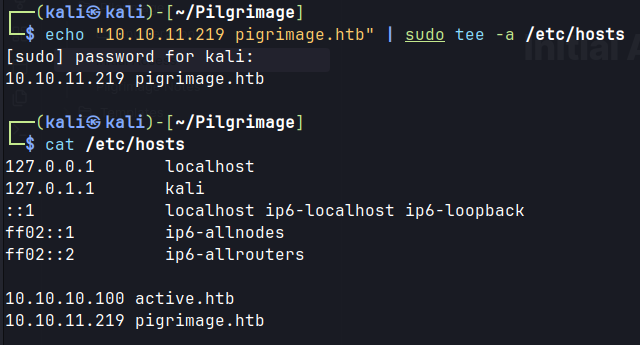 ┌──(kali㉿kali)-[~/Pilgrimage]
└─$ echo "10.10.11.219 pigrimage.htb" | sudo tee -a /etc/hosts
[sudo] password for kali:
10.10.11.219 pigrimage.htb
┌──(kali㉿kali)-[~/Pilgrimage]
└─$ cat /etc/hosts
127.0.0.1       localhost
127.0.1.1       kali
::1             localhost ip6-localhost ip6-loopback
ff02::1         ip6-allnodes
ff02::2         ip6-allrouters
10.10.10.100 active.htb
10.10.11.219 pigrimage.htb